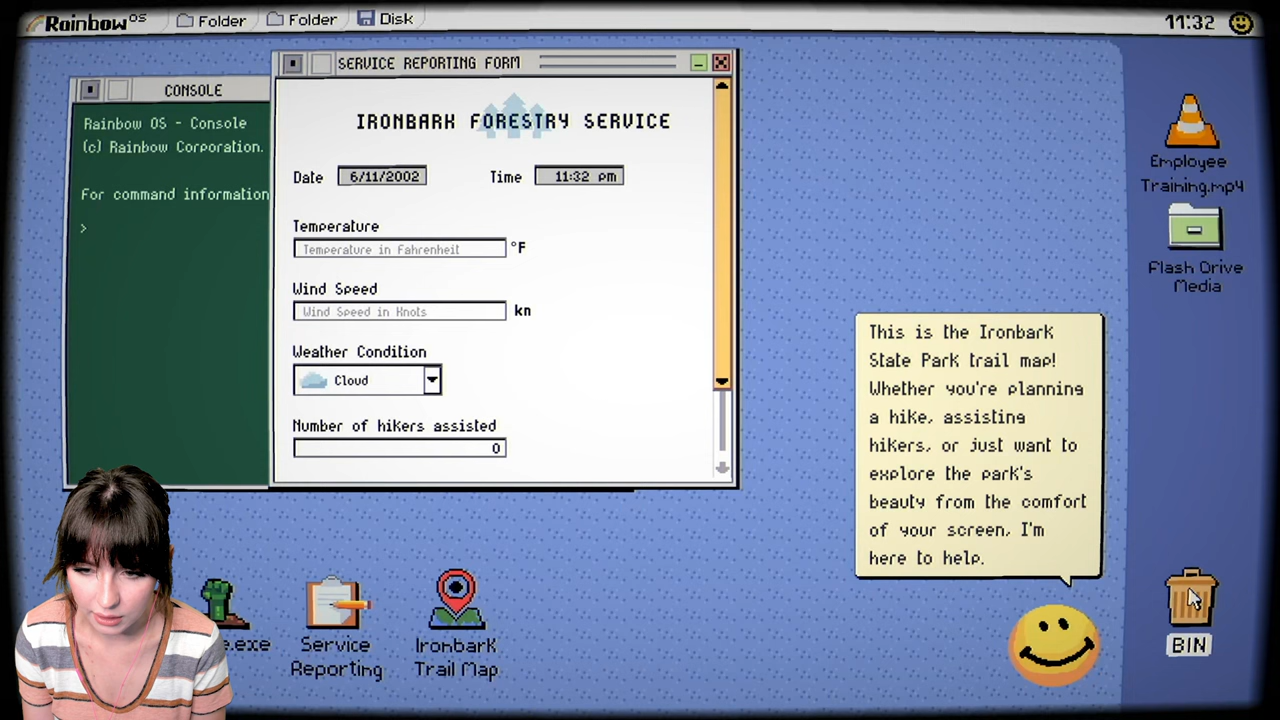 Rainbow OS
Folder
Folder
Disk
11:32
CONSOLE
Rainbow OS - Console
(c) Rainbow Corporation.
For command information
>
SERVICE REPORTING FORM
IRONBARK FORESTRY SERVICE
Date 6/11/2002 Time 11:32 pm
Temperature
Temperature in Fahrenheit °F
Wind Speed
Wind Speed in Knots kn
Weather Condition
Cloud
Number of hikers assisted
0
Employee
Training.mp4
Flash Drive
Media
This is the Ironbark
State Park trail map!
Whether you're planning
a hike, assisting
hikers, or just want to
explore the park's
beauty from the comfort
of your screen, I'm
here to help.
e.exe
Service
Reporting
Ironbark
Trail Map
BIN